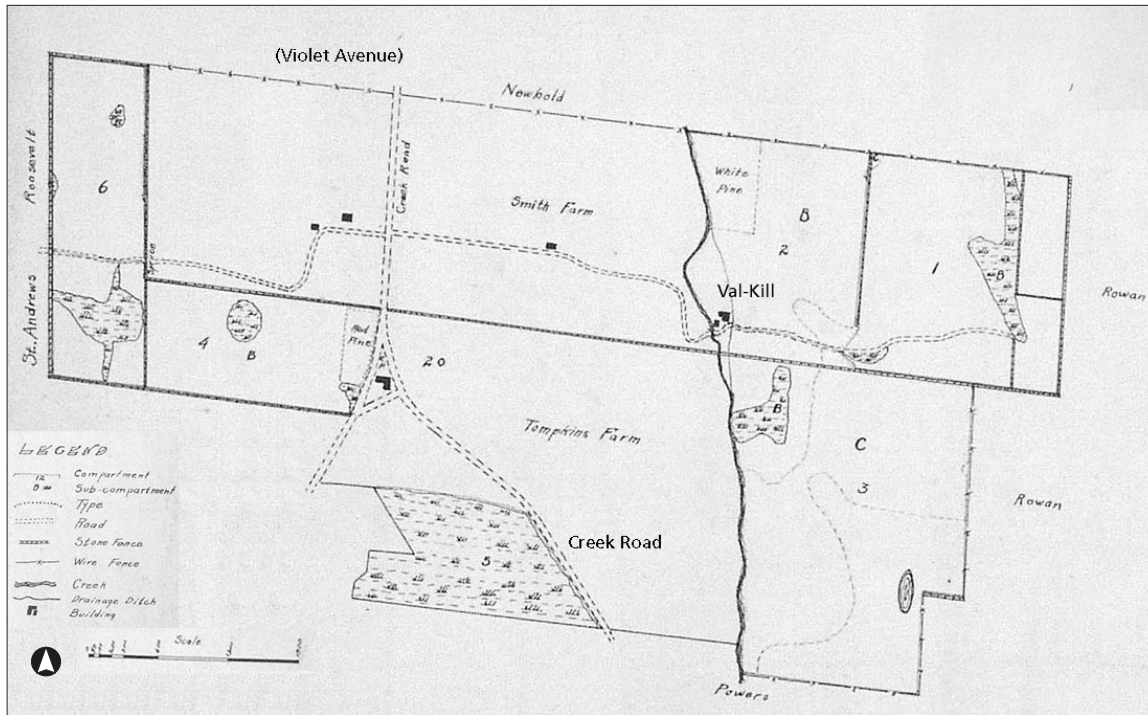 (Violet Avenue)
Newbold
Roosevelt
6
Creek Road
White
Pine
Smith Farm
B
2
1
B
Rowan
Spruce
Val-Kill
St. Andrews
4
B
Red
Pine
20
B
Tompkins Farm
C
3
Rowan
Creek Road
5
LEGEND
12 Compartment
B Sub-compartment
Type
Road
Stone Fence
Wire Fence
Creek
Drainage Ditch
Building
Scale
Powers